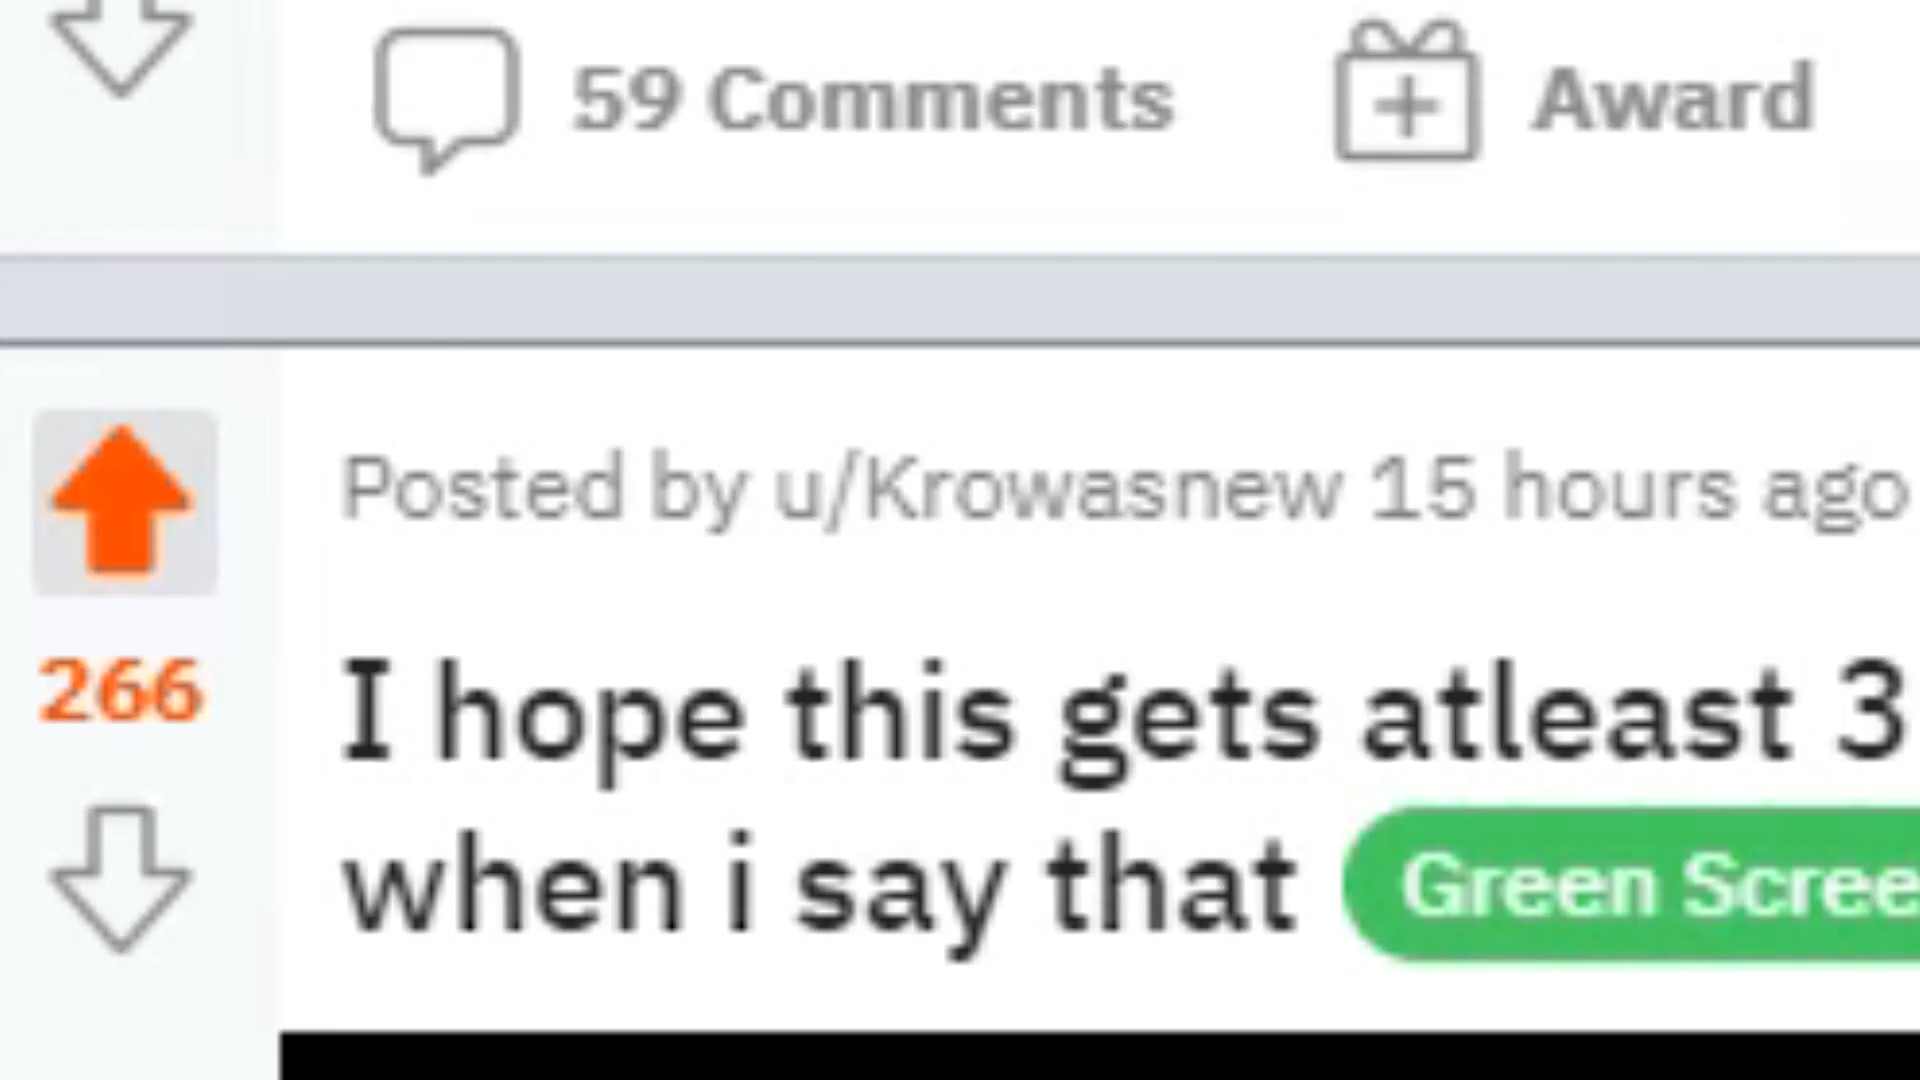 59 Comments Award
Posted by u/Krowasnew 15 hours ago
266
I hope this gets atleast 3
when i say that Green Scree